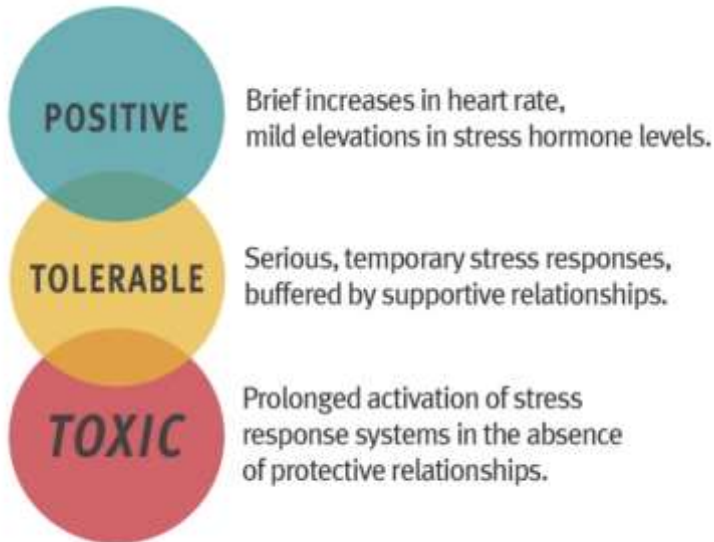 POSITIVE
Brief increases in heart rate,
mild elevations in stress hormone levels.
TOLERABLE
Serious, temporary stress responses,
buffered by supportive relationships.
TOXIC
Prolonged activation of stress
response systems in the absence
of protective relationships.